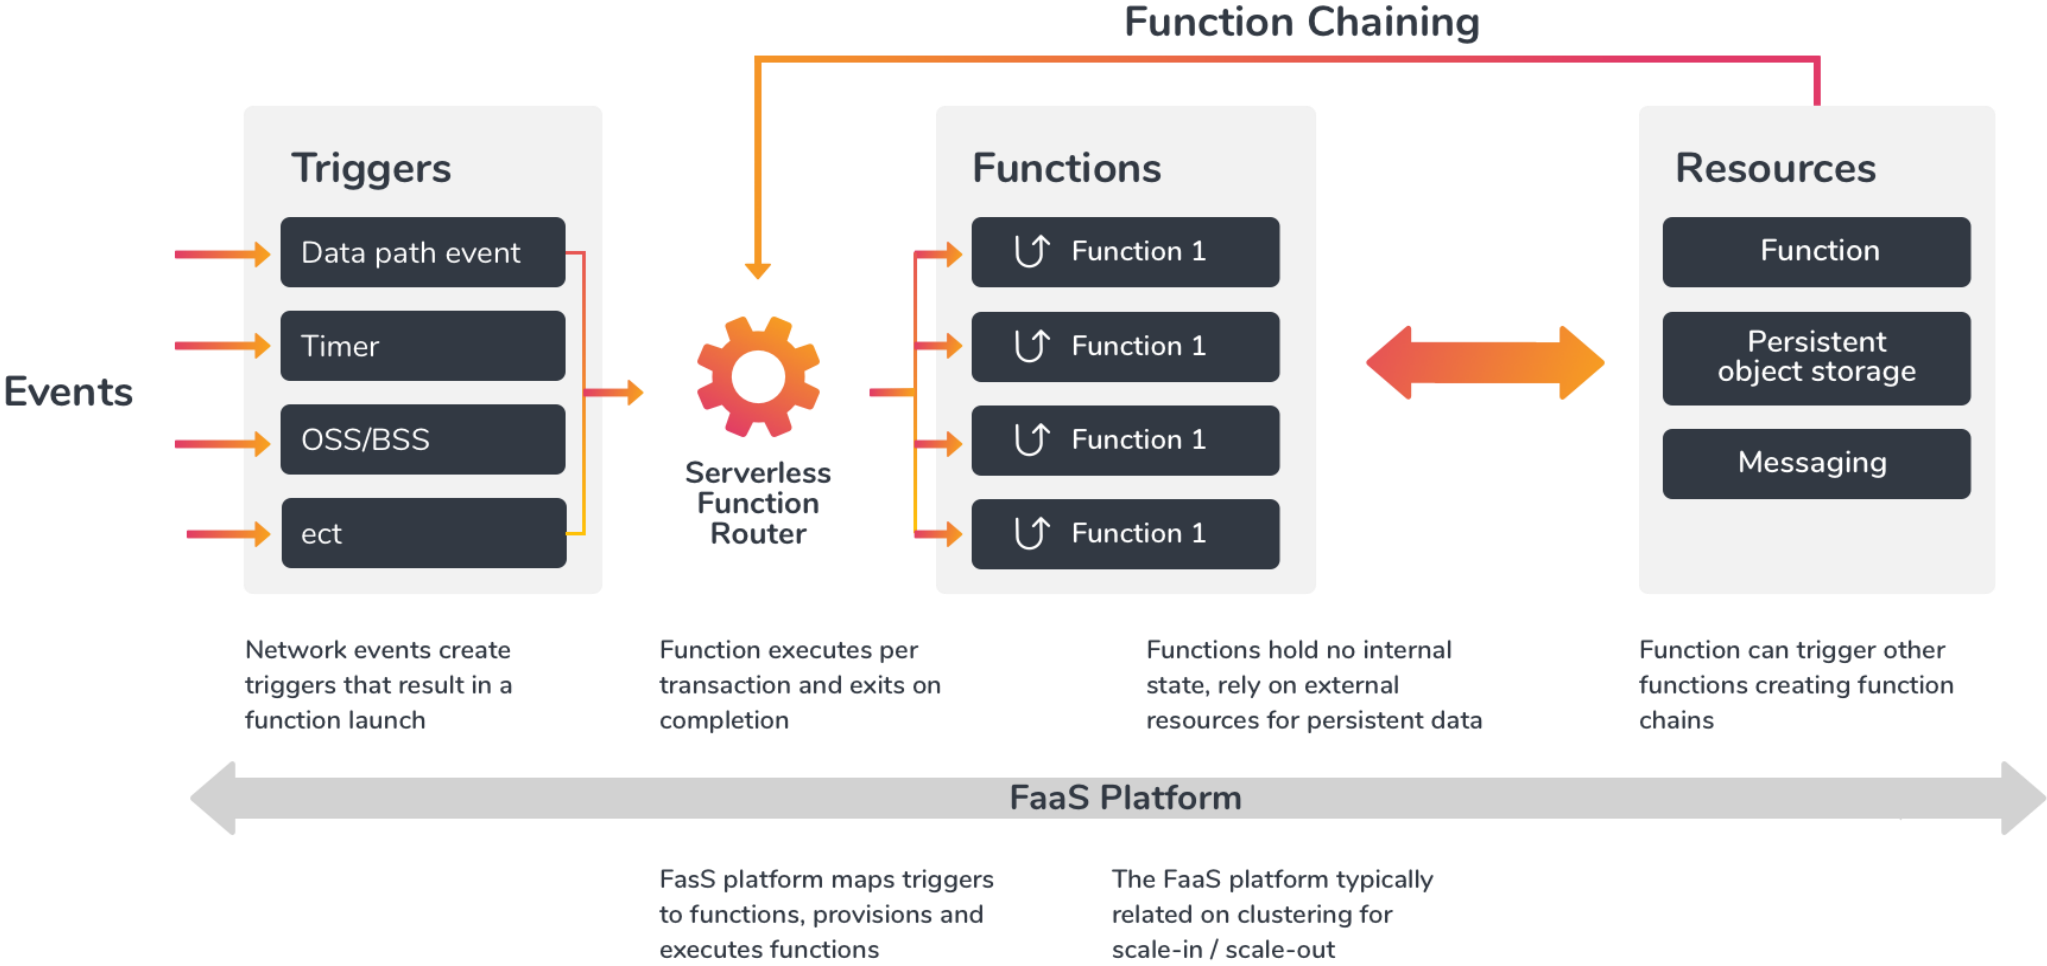 Function Chaining
Triggers
Data path event
Timer
OSS/BSS
ect
Events
Serverless
Function
Router
Functions
Function 1
Function 1
Function 1
Function 1
Resources
Function
Persistent
object storage
Messaging
Network events create
triggers that result in a
function launch
Function executes per
transaction and exits on
completion
Functions hold no internal
state, rely on external
resources for persistent data
Function can trigger other
functions creating function
chains
FaaS Platform
FasS platform maps triggers
to functions, provisions and
executes functions
The FaaS platform typically
related on clustering for
scale-in / scale-out